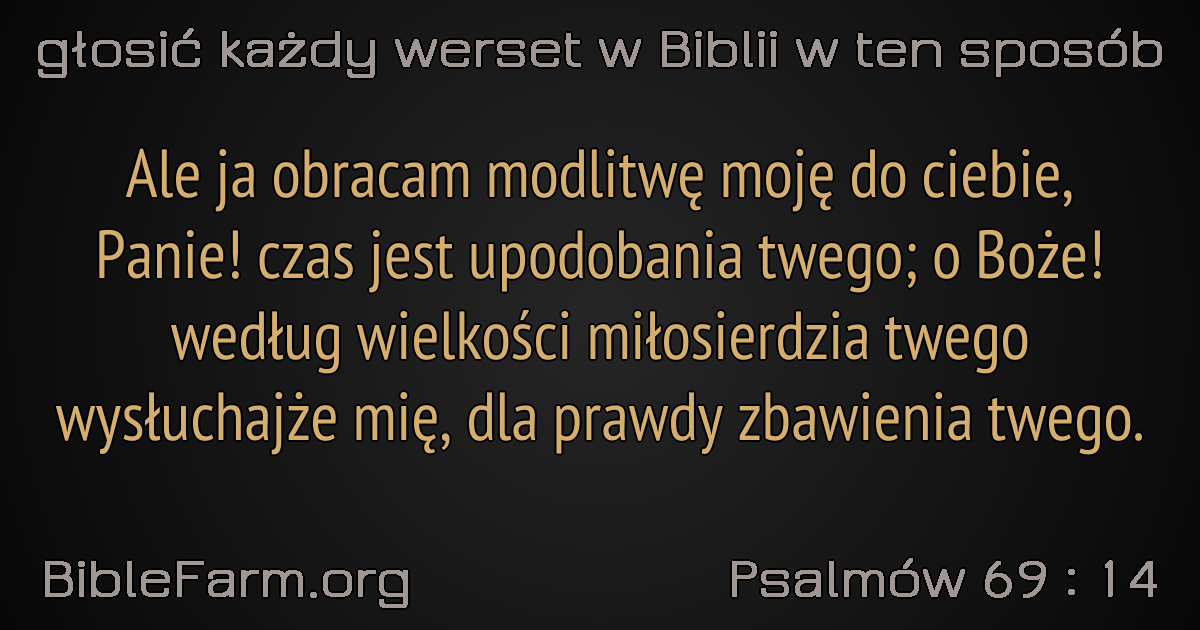 głosić każdy werset w Biblii w ten sposób
Ale ja obracam modlitwę moję do ciebie,
Panie! czas jest upodobania twego; o Boże!
według wielkości miłosierdzia twego
wysłuchajże mię, dla prawdy zbawienia twego.
BibleFarm.org
Psalmów 69 : 14